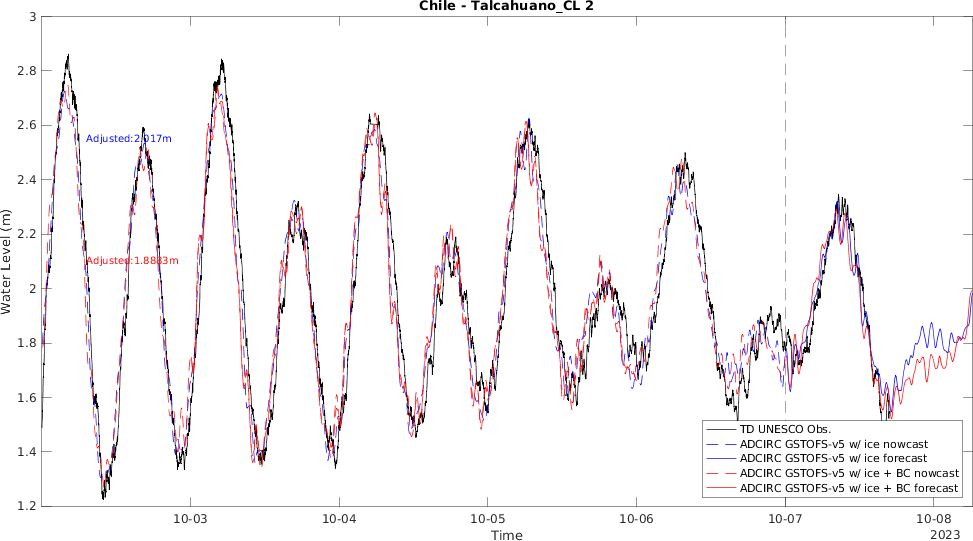 Chile - Talcahuano_CL 2
3
2.8
2.6
2.4
2.2
2
1.8
1.6
1.4
1.2
Water Level (m)
Adjusted:2.017m
Adjusted:1.8883m
TD UNESCO Obs.
ADCIRC GSTOFS-v5 w/ ice nowcast
ADCIRC GSTOFS-v5 w/ ice forecast
ADCIRC GSTOFS-v5 w/ ice + BC nowcast
ADCIRC GSTOFS-v5 w/ ice + BC forecast
10-03 10-04 10-05 10-06 10-07 10-08
Time
2023